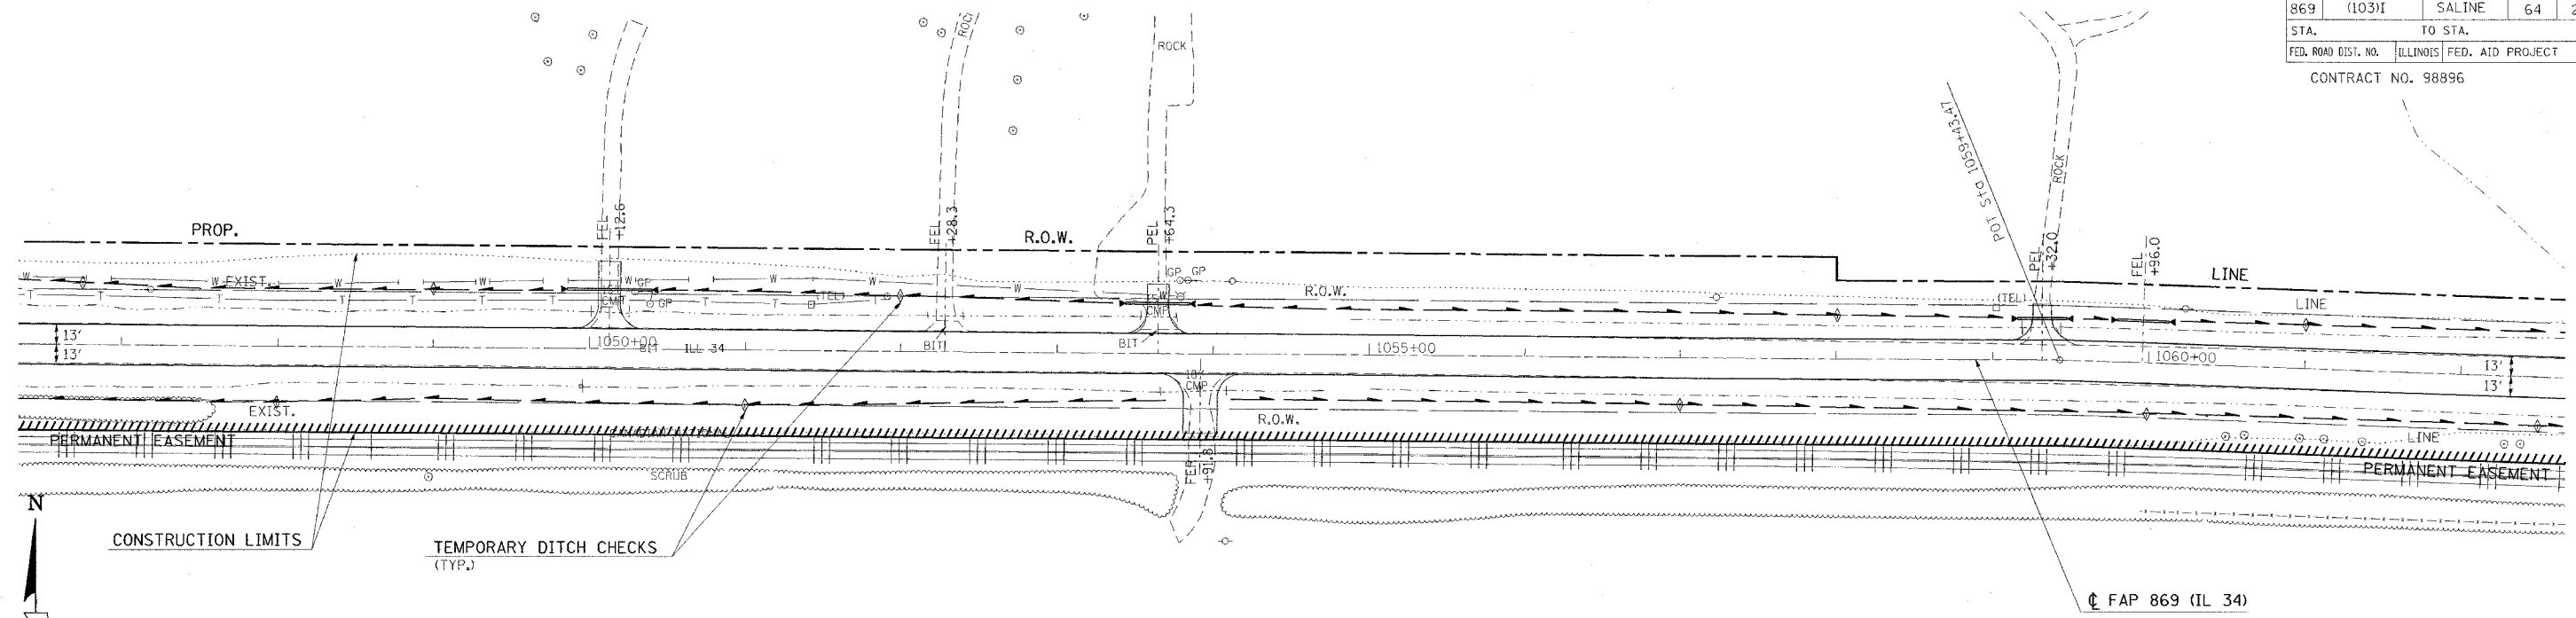 869 (103)I SALINE 64 2
STA. TO STA.
FED. ROAD DIST. NO. ILLINOIS FED. AID PROJECT
CONTRACT NO. 98896
ROCK
ROCK
ROCK
POT Sta 1059+43.47
PROP. R.O.W. LINE
FEL +12.6
FEL +28.3
PEL +64.3
PEL +32.0
FEL +96.0
W EXIST. W W W W GP W W W GP GP R.O.W. (TEL) LINE
T T T T T T T CMP GP T T (TEL) W CMP
13'
13'
1050+00 BIT ILL 34 BIT BIT 1055+00 1060+00
13'
13'
CMP
EXIST. R.O.W. LINE
PERMANENT EASEMENT
PERMANENT EASEMENT
SCRUB
FER +91.8
N
CONSTRUCTION LIMITS
TEMPORARY DITCH CHECKS
(TYP.)
℄ FAP 869 (IL 34)